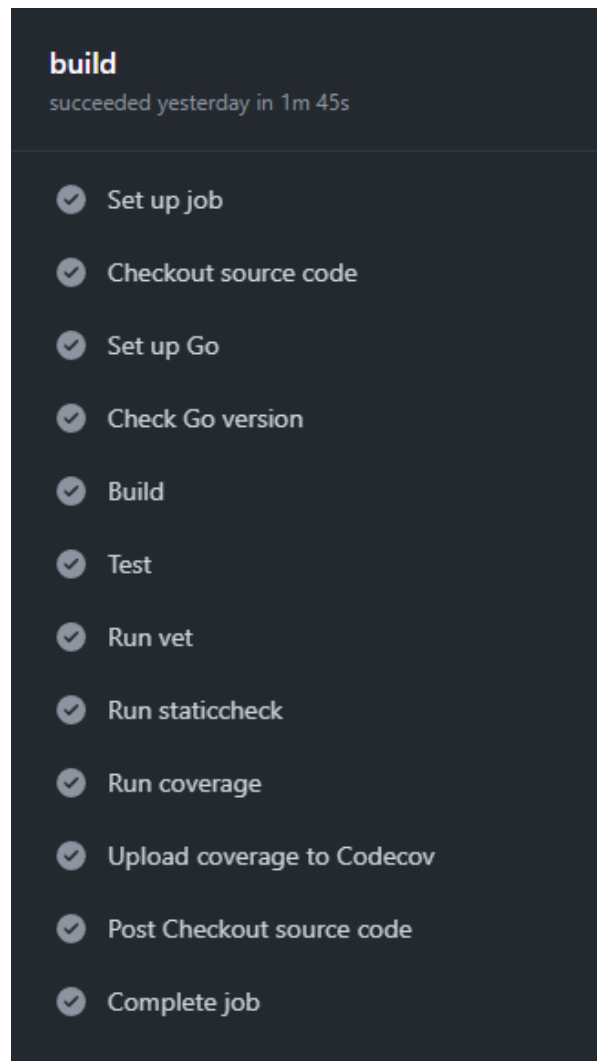 build
succeeded yesterday in 1m 45s
Set up job
Checkout source code
Set up Go
Check Go version
Build
Test
Run vet
Run staticcheck
Run coverage
Upload coverage to Codecov
Post Checkout source code
Complete job